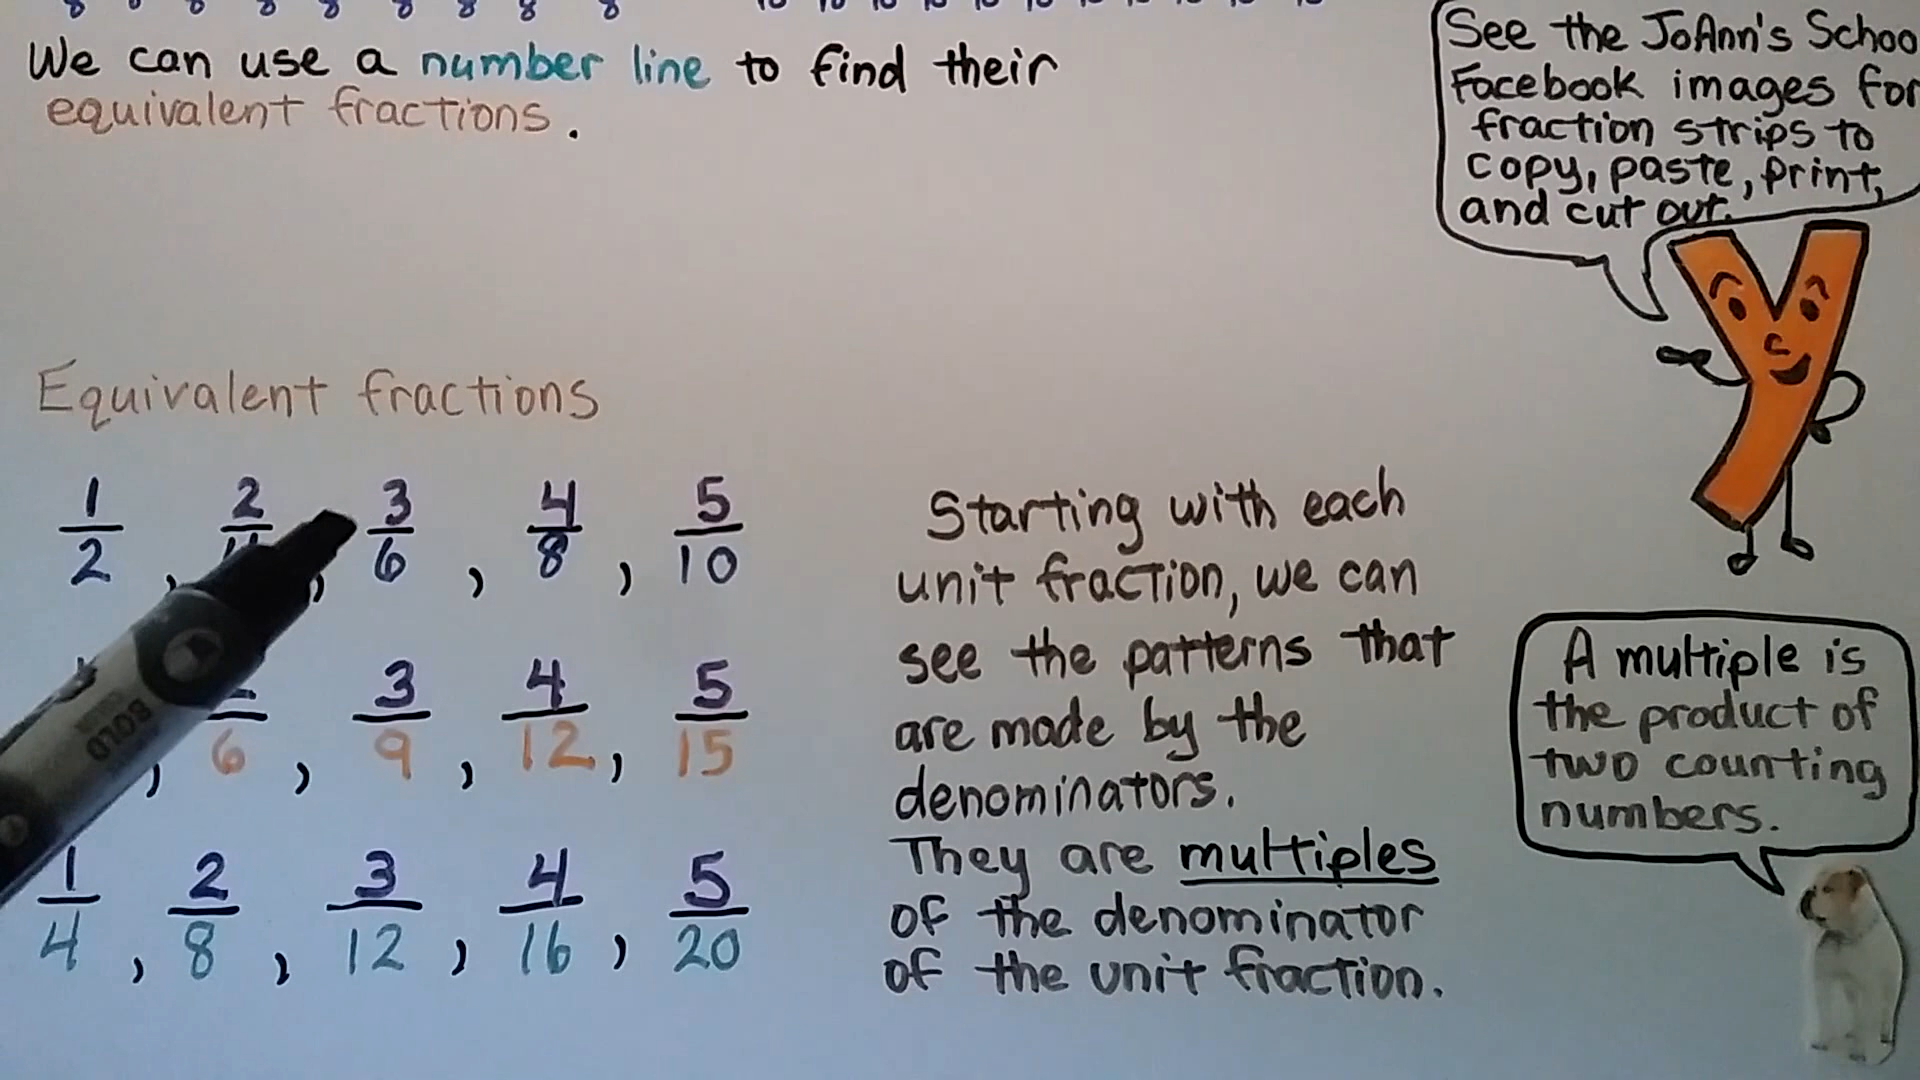 We can use a number line to find their
equivalent fractions.
See the JoAnn's Schoo
Facebook images for
fraction strips to
copy, paste, print,
and cut out.
Equivalent fractions
1/2, 2/, 3/6, 4/8, 5/10
, /6, 3/9, 4/12, 5/15
1/4, 2/8, 3/12, 4/16, 5/20
Starting with each
unit fraction, we can
see the patterns that
are made by the
denominators.
They are multiples
of the denominator
of the unit fraction.
A multiple is
the product of
two counting
numbers.
BOLD